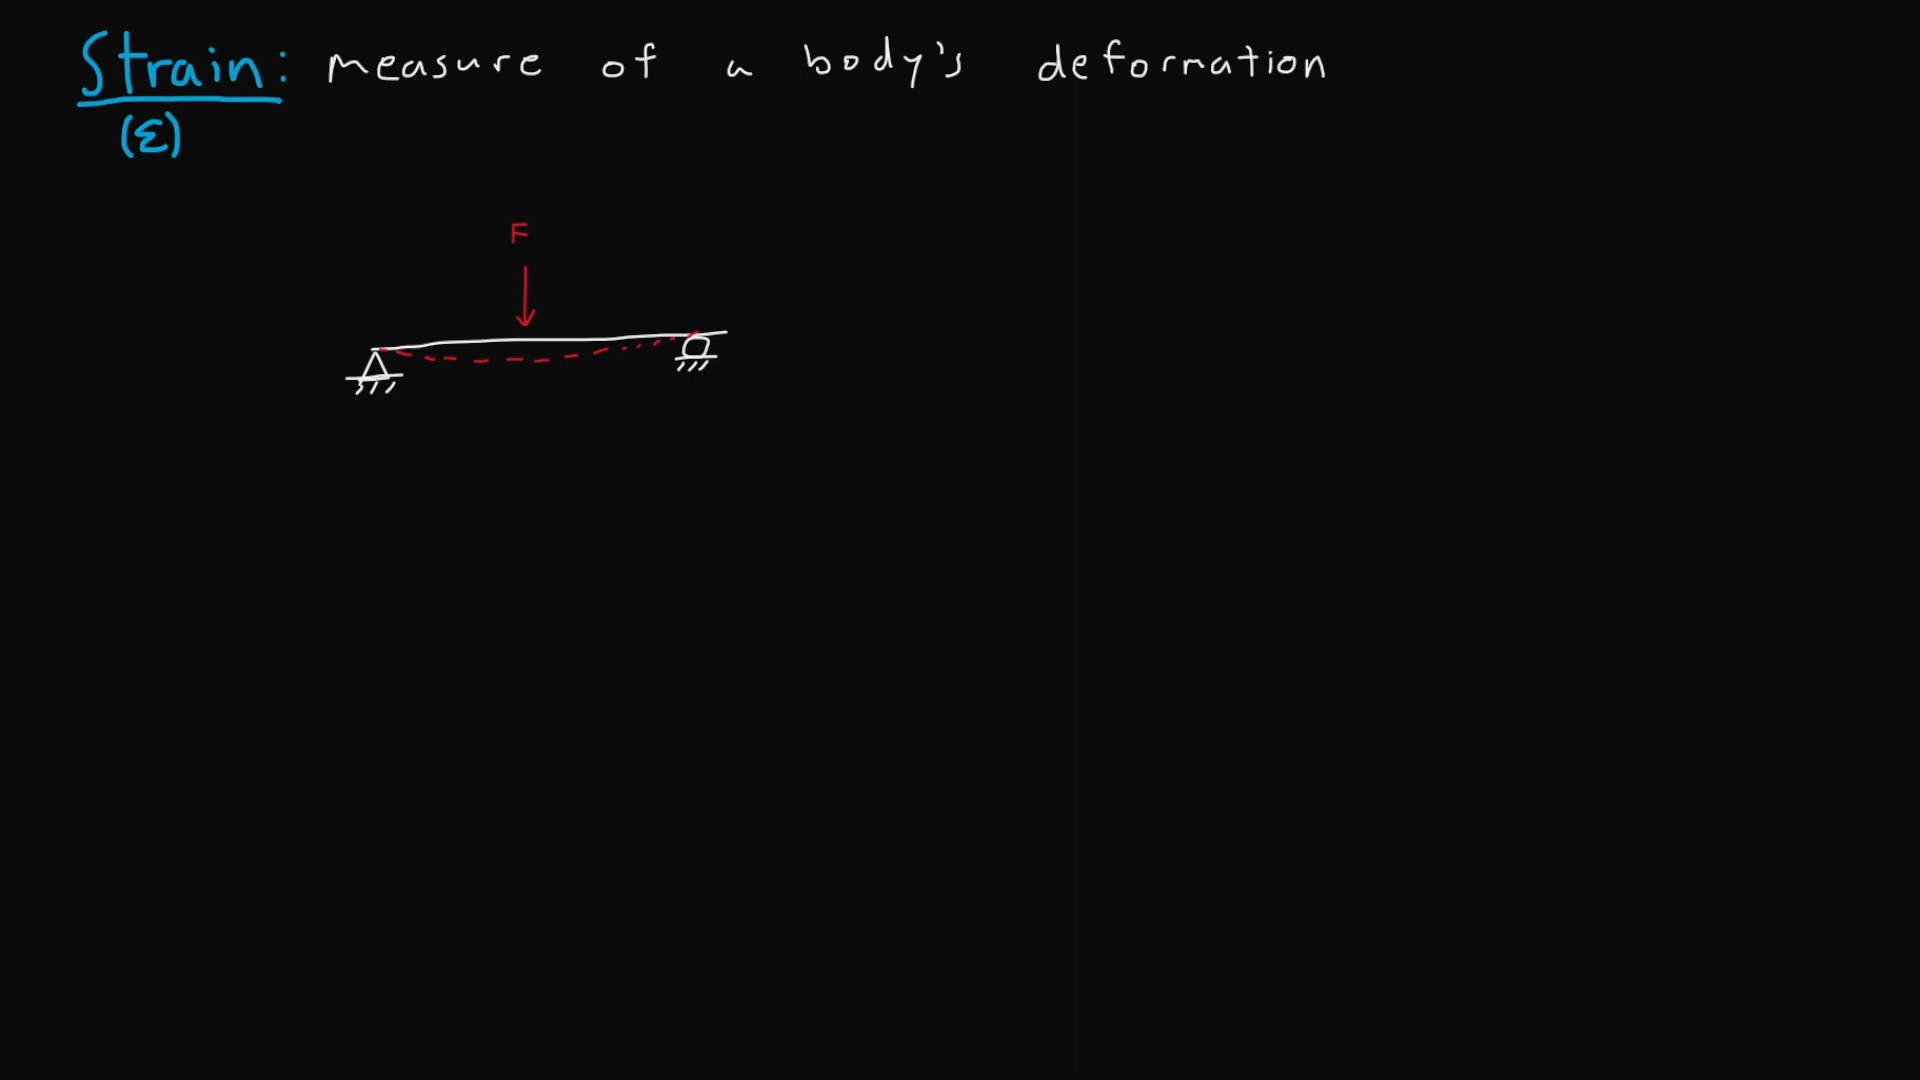 Strain: measure of a body's deformation
(ε)
F